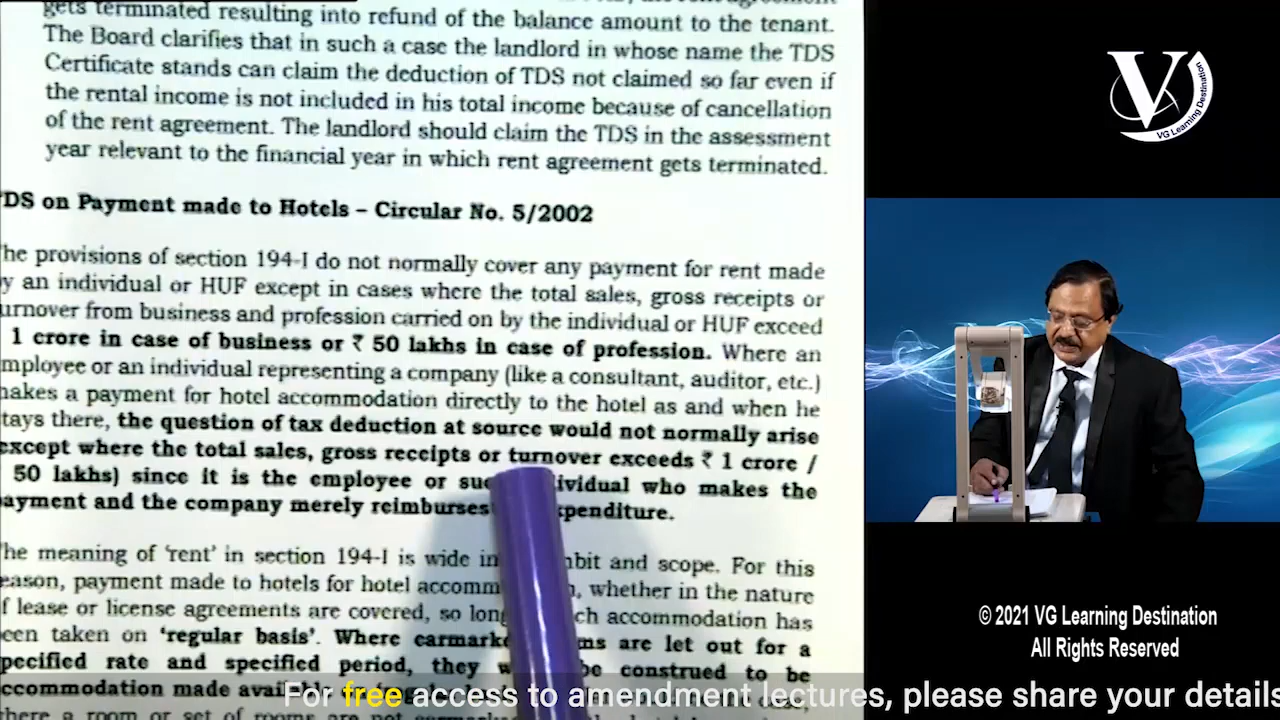 gets terminated resulting into refund of the balance amount to the tenant.
The Board clarifies that in such a case the landlord in whose name the TDS
Certificate stands can claim the deduction of TDS not claimed so far even if
the rental income is not included in his total income because of cancellation
of the rent agreement. The landlord should claim the TDS in the assessment
year relevant to the financial year in which rent agreement gets terminated.
DS on Payment made to Hotels – Circular No. 5/2002
he provisions of section 194-I do not normally cover any payment for rent made
y an individual or HUF except in cases where the total sales, gross receipts or
urnover from business and profession carried on by the individual or HUF exceed
1 crore in case of business or ₹ 50 lakhs in case of profession. Where an
mployee or an individual representing a company (like a consultant, auditor, etc.)
akes a payment for hotel accommodation directly to the hotel as and when he
tays there, the question of tax deduction at source would not normally arise
except where the total sales, gross receipts or turnover exceeds ₹ 1 crore /
50 lakhs) since it is the employee or su ividual who makes the
ayment and the company merely reimburses penditure.
he meaning of 'rent' in section 194-I is wide in bit and scope. For this
eason, payment made to hotels for hotel accomm , whether in the nature
f lease or license agreements are covered, so long ch accommodation has
een taken on 'regular basis'. Where earmarke ms are let out for a
pecified rate and specified period, they w be construed to be
ccommodation made avai
here a room or set of rooms are not
V
VG Learning Destination
© 2021 VG Learning Destination
All Rights Reserved
For free access to amendment lectures, please share your details